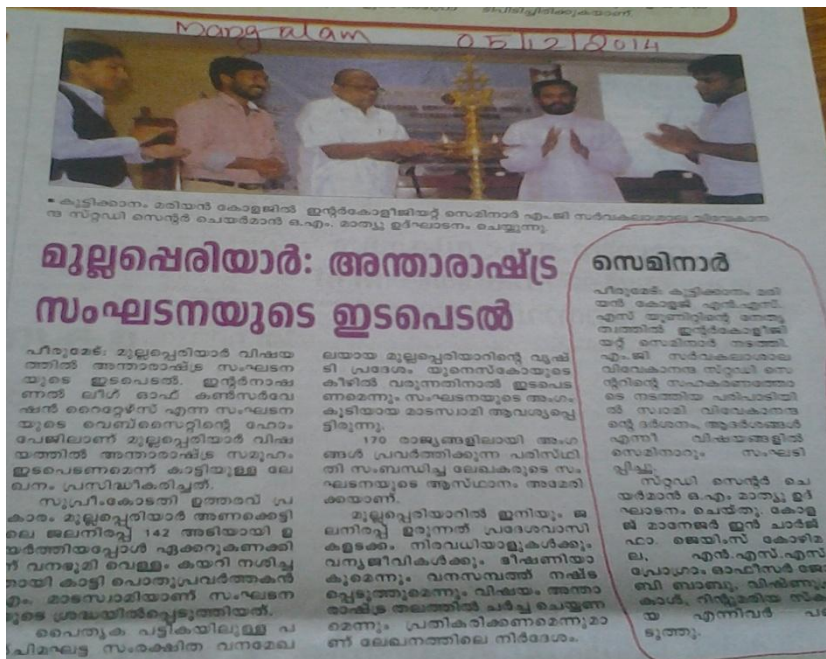 Mangalam 05/12/2014
• കുട്ടിക്കാനം മരിയൻ കോളജിൽ ഇന്റർകോളീജിയറ്റ് സെമിനാർ എം.ജി സർവകലാശാല വിവേകാന
ന്ദ സ്റ്റഡി സെന്റർ ചെയർമാൻ ഒ.എം. മാത്യു ഉദ്ഘാടനം ചെയ്യുന്നു.
മുല്ലപ്പെരിയാർ: അന്താരാഷ്ട്ര
സംഘടനയുടെ ഇടപെടൽ
പീരുമേട്: മുല്ലപ്പെരിയാർ വിഷയ
ത്തിൽ അന്താരാഷ്ട്ര സംഘടന
യുടെ ഇടപെടൽ. ഇന്റർനാഷ
ണൽ ലീഗ് ഓഫ് കൺസർവേ
ഷൻ റൈറ്റേഴ്സ് എന്ന സംഘടന
യുടെ വെബ്സൈറ്റിന്റെ ഹോം
പേജിലാണ് മുല്ലപ്പെരിയാർ വിഷ
യത്തിൽ അന്താരാഷ്ട്ര സമൂഹം
ഇടപെടണമെന്ന് കാട്ടിയുള്ള ലേ
ഖനം പ്രസിദ്ധീകരിച്ചത്.
സുപ്രീംകോടതി ഉത്തരവ് പ്ര
കാരം മുല്ലപ്പെരിയാർ അണക്കെട്ടി
ലെ ജലനിരപ്പ് 142 അടിയായി ഉ
യർത്തിയപ്പോൾ ഏക്കറുകണക്കി
ന് വനഭൂമി വെള്ളം കയറി നശിച്ച
തായി കാട്ടി പൊതുപ്രവർത്തകൻ
എം. മാടസ്വാമിയാണ് സംഘടന
യുടെ ശ്രദ്ധയിൽപ്പെടുത്തിയത്.
പൈതൃക പട്ടികയിലുള്ള പ
ശ്ചിമഘട്ട സംരക്ഷിത വനമേഖ
ലയായ മുല്ലപ്പെരിയാറിന്റെ വൃഷ്
ടി പ്രദേശം യുനെസ്കോയുടെ
കീഴിൽ വരുന്നതിനാൽ ഇടപെട
ണമെന്നും സംഘടനയുടെ അംഗം
കൂടിയായ മാടസ്വാമി ആവശ്യപ്പെ
ട്ടിരുന്നു.
170 രാജ്യങ്ങളിലായി അംഗ
ങ്ങൾ പ്രവർത്തിക്കുന്ന പരിസ്ഥി
തി സംബന്ധിച്ച ലേഖകരുടെ സം
ഘടനയുടെ ആസ്ഥാനം അമേരി
ക്കയാണ്.
മുല്ലപ്പെരിയാറിൽ ഇനിയും ജ
ലനിരപ്പ് ഉരുന്നത് പ്രദേശവാസി
കളടക്കം നിരവധിയാളുകൾക്കും
വന്യജീവികൾക്കും ഭീഷണിയാ
കുമെന്നും വനസമ്പത്ത് നഷ്ട
പ്പെടുത്തുമെന്നും വിഷയം അന്താ
രാഷ്ട്ര തലത്തിൽ ചർച്ച ചെയ്യണ
മെന്നും പ്രതികരിക്കണമെന്നുമാ
ണ് ലേഖനത്തിലെ നിർദേശം.
സെമിനാർ
പീരുമേട്: കുട്ടിക്കാനം മരി
യൻ കോളജ് എൻ.എസ്.
എസ് യൂണിറ്റിന്റെ നേതൃ
ത്വത്തിൽ ഇന്റർകോളീജി
യറ്റ് സെമിനാർ നടത്തി.
എം.ജി സർവകലാശാല
വിവേകാനന്ദ സ്റ്റഡി സെ
ന്ററിന്റെ സഹകരണത്തോ
ടെ നടത്തിയ പരിപാടിയി
ൽ സ്വാമി വിവേകാനന്ദ
ന്റെ ദർശനം, ആദർശങ്ങൾ
എന്നീ വിഷയങ്ങളിൽ
സെമിനാറും സംഘടി
പ്പിച്ചു.
സ്റ്റഡി സെന്റർ ചെ
യർമാൻ ഒ.എം മാത്യു ഉദ്
ഘാടനം ചെയ്തു. കോള
ജ് മാനേജർ ഇൻ ചാർജ്
ഫാ. ജെയിംസ് കോഴിമ
ല, എൻ.എസ്.എസ്
പ്രോഗ്രാം ഓഫീസർ ജോ
ബി ബാബു, വിഷ്ണു
കാൾ, റിന്റുമരിയ സ്ക
യ എന്നിവർ പ
ടുത്തു.